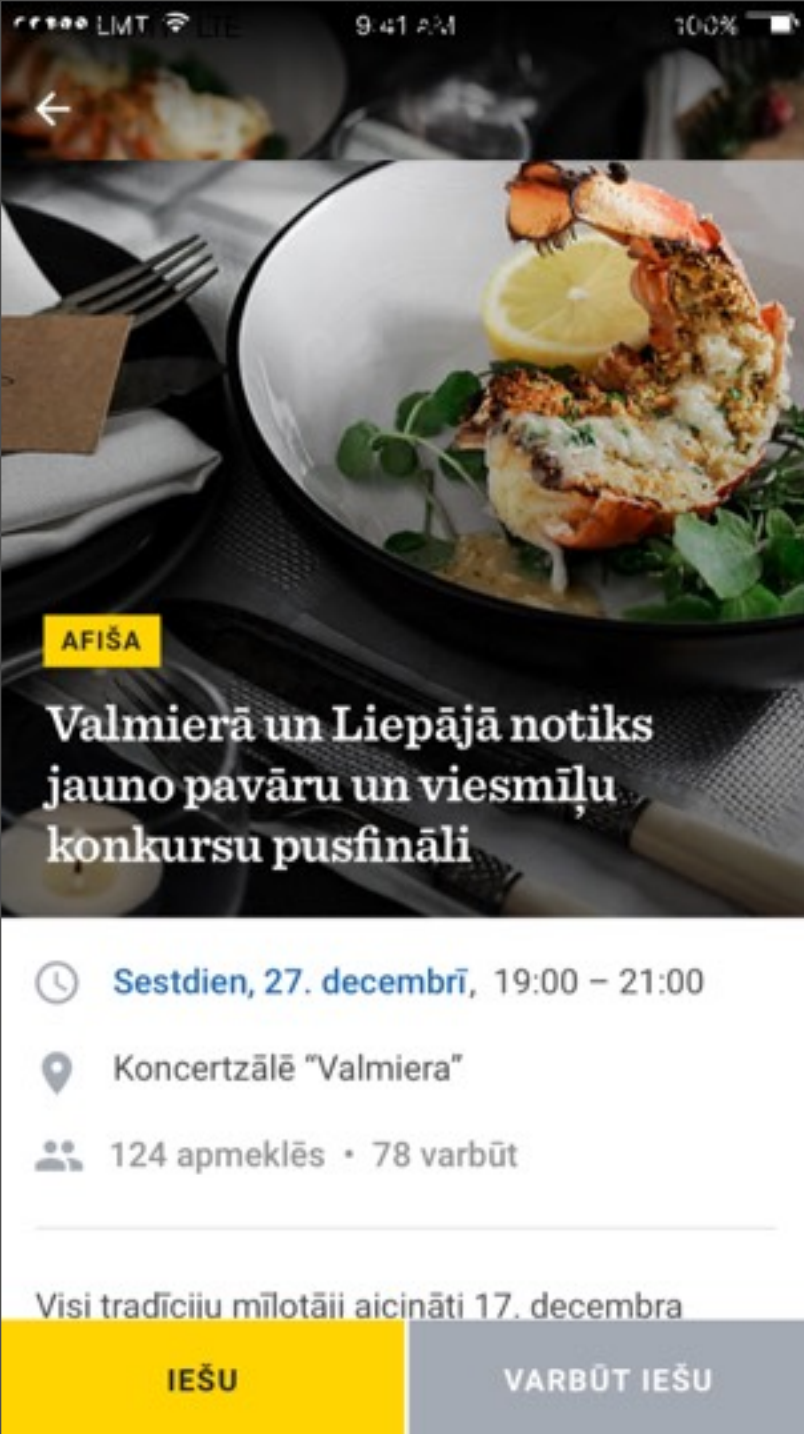 LMT
9:41 AM
100%
AFIŠA
Valmierā un Liepājā notiks
jauno pavāru un viesmīļu
konkursu pusfināli
Sestdien, 27. decembrī, 19:00 – 21:00
Koncertzālē “Valmiera”
124 apmeklēs • 78 varbūt
Visi tradīciju mīlotāji aicināti 17. decembra
IEŠU
VARBŪT IEŠU